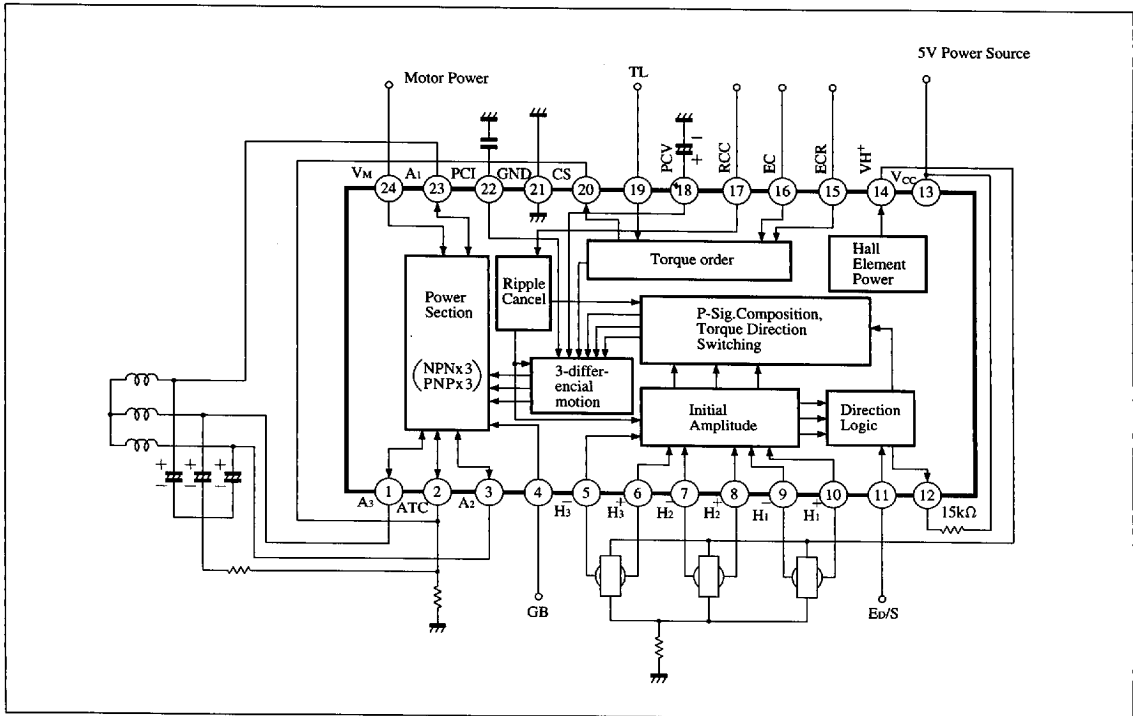 5V Power Source
Motor Power
TL
PCV
RCC
EC
ECR
VH+
VM
A1
PCI
GND
CS
VCC
24
23
22
21
20
19
18
17
16
15
14
13
Torque order
Hall
Element
Power
Power
Section
(NPNx3
PNPx3)
Ripple
Cancel
P-Sig.Composition,
Torque Direction
Switching
3-differ-
encial
motion
Initial
Amplitude
Direction
Logic
1
2
3
4
5
6
7
8
9
10
11
12
A3
ATC
A2
H3−
H3+
H2−
H2+
H1−
H1+
15kΩ
GB
ED/S